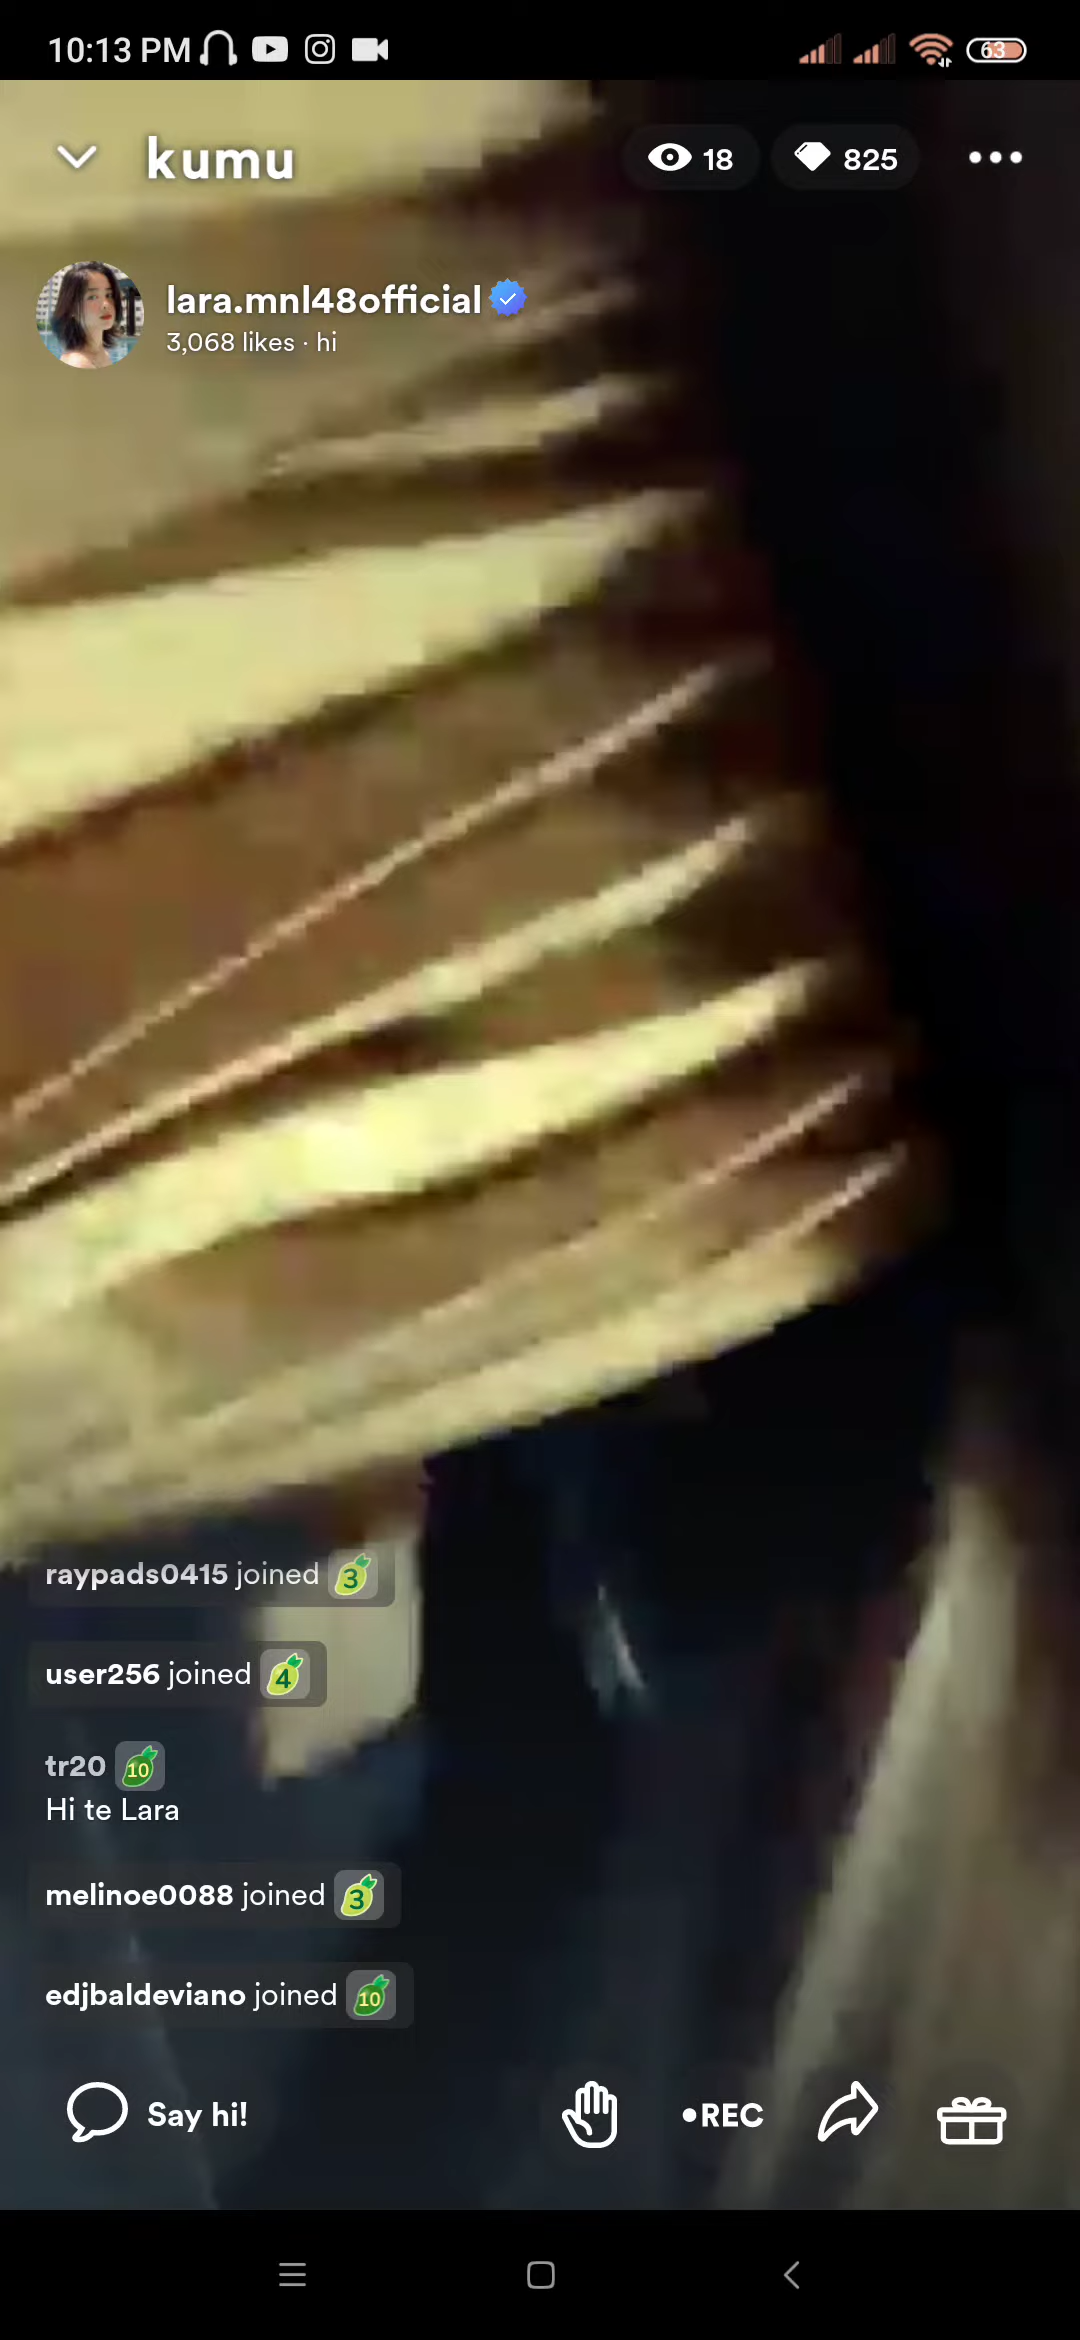 10:13 PM
63
kumu
18
825
lara.mnl48official
3,068 likes · hi
raypads0415 joined 3
user256 joined 4
tr20 10
Hi te Lara
melinoe0088 joined 3
edjbaldeviano joined 10
Say hi!
•REC